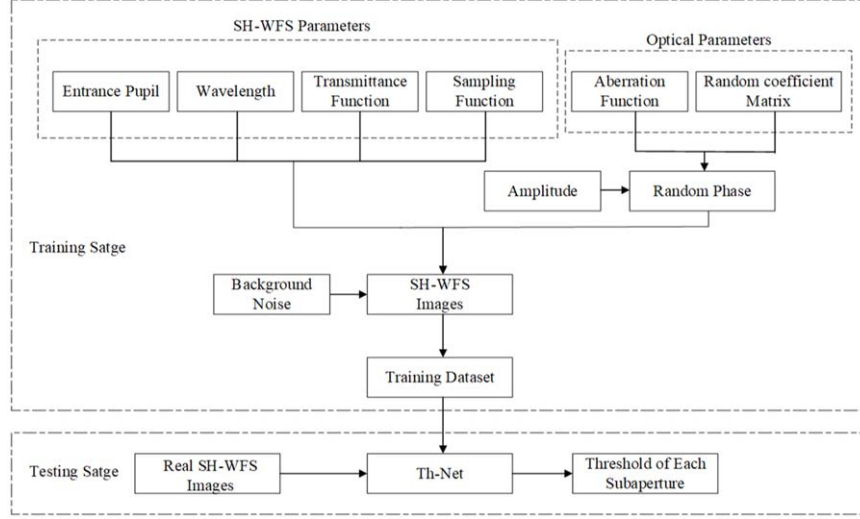 SH-WFS Parameters
Optical Parameters
Entrance Pupil
Wavelength
Transmittance
Function
Sampling
Function
Aberration
Function
Random coefficient
Matrix
Amplitude
Random Phase
Training Satge
Background
Noise
SH-WFS
Images
Training Dataset
Testing Satge
Real SH-WFS
Images
Th-Net
Threshold of Each
Subaperture